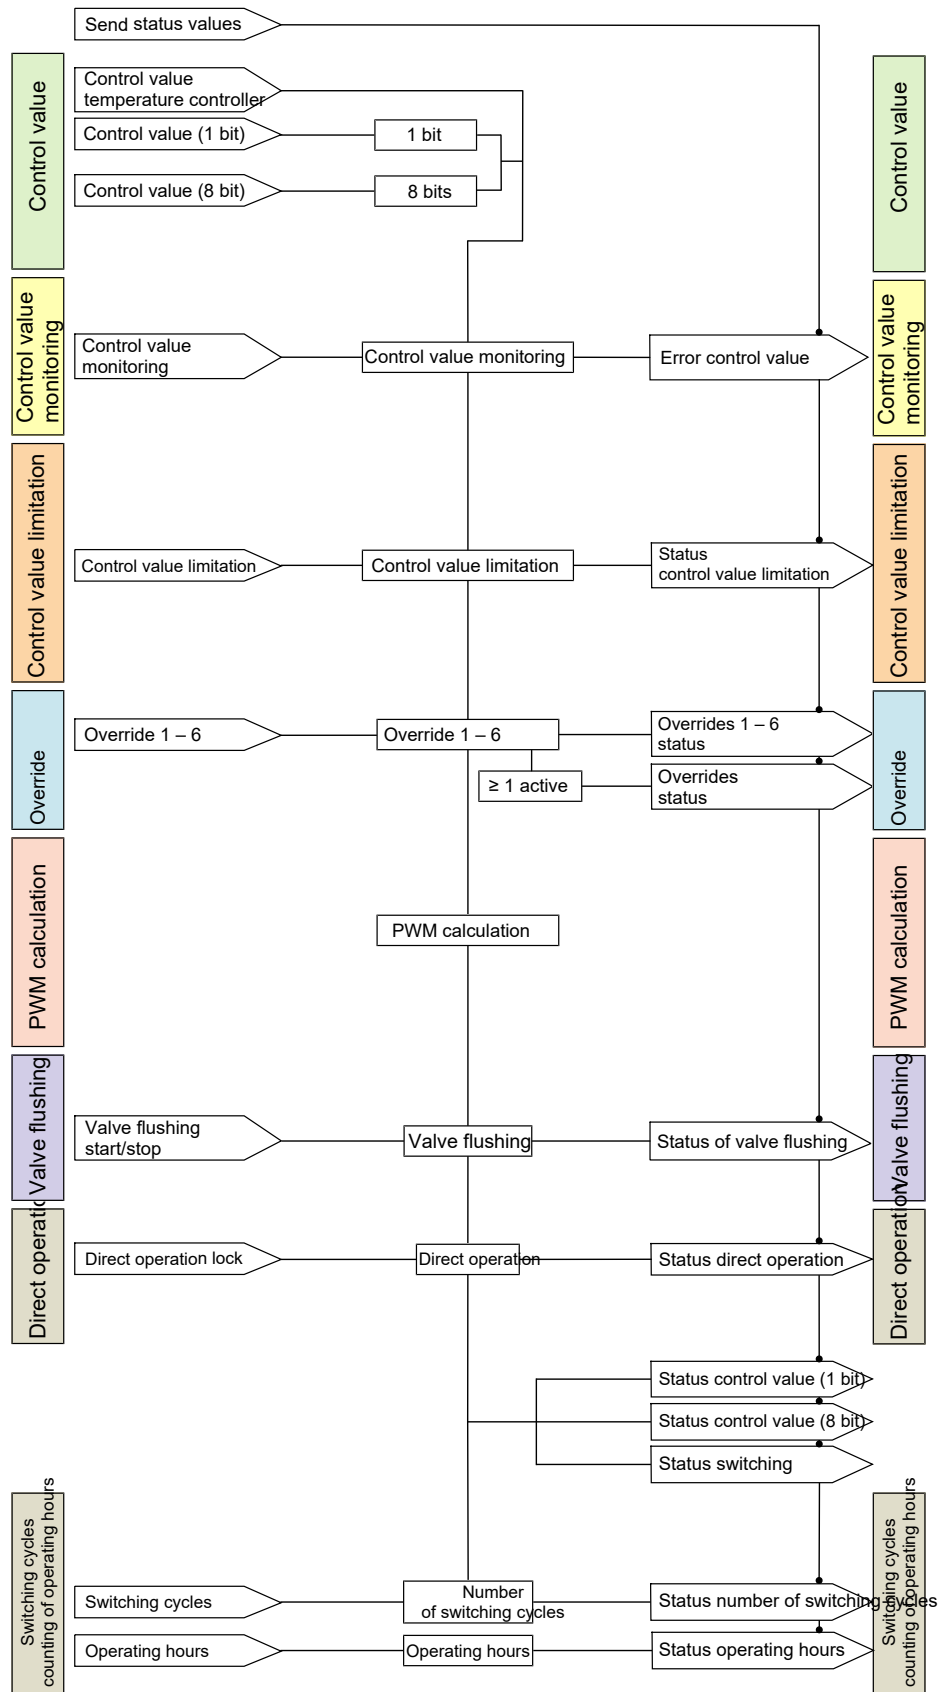 Send status values
Control value
Control value
temperature controller
Control value (1 bit)
1 bit
Control value (8 bit)
8 bits
Control value
Control value
monitoring
Control value
monitoring
Control value monitoring
Error control value
Control value
monitoring
Control value limitation
Control value limitation
Control value limitation
Status
control value limitation
Control value limitation
Override
Override 1 – 6
Override 1 – 6
Overrides 1 – 6
status
≥ 1 active
Overrides
status
Override
PWM calculation
PWM calculation
PWM calculation
Valve flushing
Valve flushing
start/stop
Valve flushing
Status of valve flushing
Valve flushing
Direct operation
Direct operation lock
Direct operation
Status direct operation
Direct operation
Status control value (1 bit)
Status control value (8 bit)
Status switching
Switching cycles
counting of operating hours
Switching cycles
Number
of switching cycles
Status number of switching cycles
Operating hours
Operating hours
Status operating hours
Switching cycles
counting of operating hours